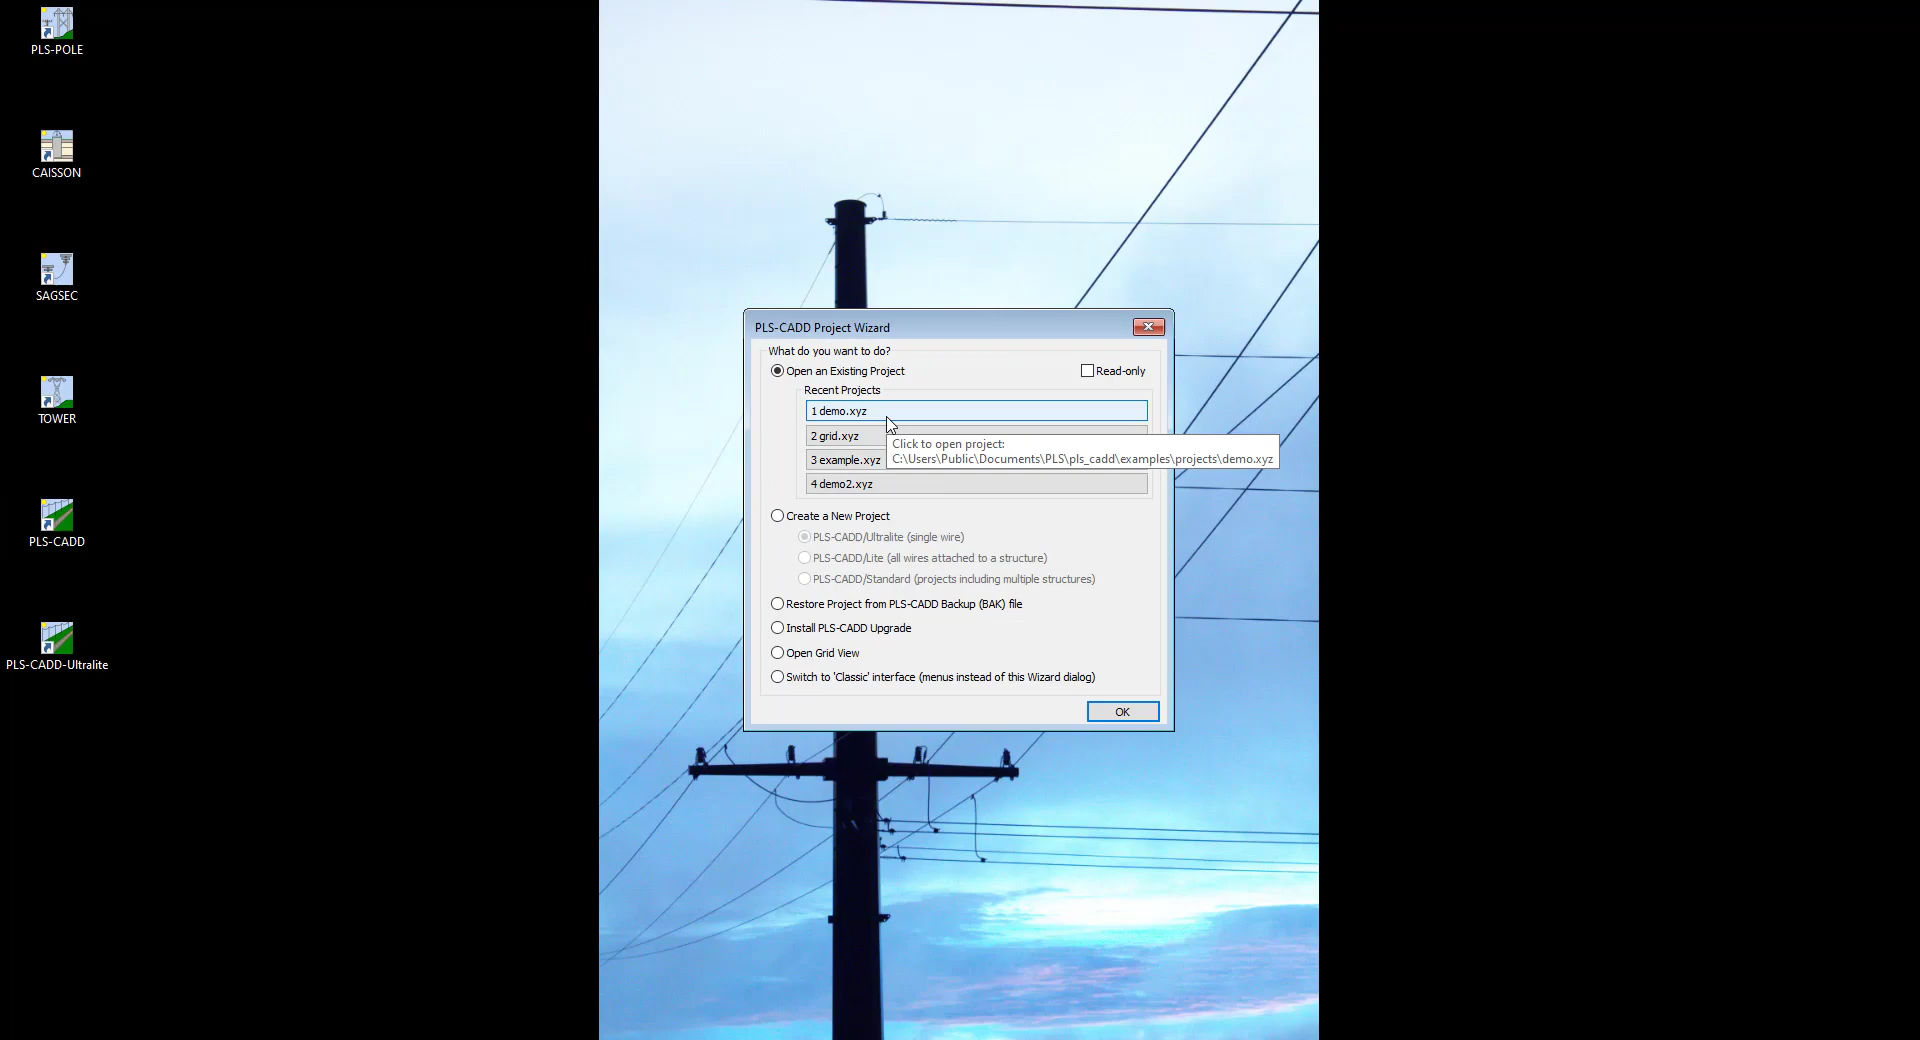 PLS-POLE
CAISSON
SAGSEC
TOWER
PLS-CADD
PLS-CADD-Ultralite
PLS-CADD Project Wizard
What do you want to do?
Open an Existing Project
Read-only
Recent Projects
1 demo.xyz
2 grid.xyz
Click to open project:
C:\Users\Public\Documents\PLS\pls_cadd\examples\projects\demo.xyz
3 example.xyz
4 demo2.xyz
Create a New Project
PLS-CADD/Ultralite (single wire)
PLS-CADD/Lite (all wires attached to a structure)
PLS-CADD/Standard (projects including multiple structures)
Restore Project from PLS-CADD Backup (BAK) file
Install PLS-CADD Upgrade
Open Grid View
Switch to 'Classic' interface (menus instead of this Wizard dialog)
OK